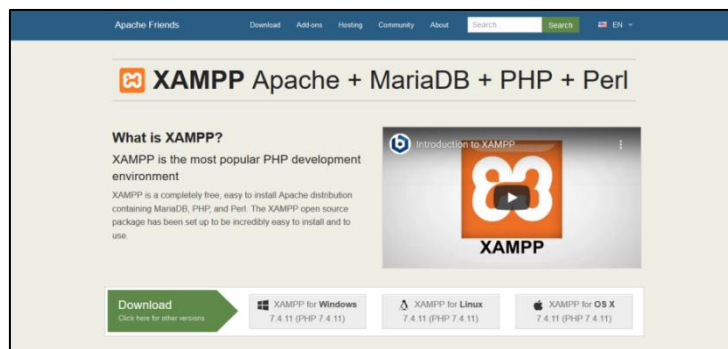 Apache Friends
Download Add-ons Hosting Community About Search... Search EN
XAMPP Apache + MariaDB + PHP + Perl
What is XAMPP?
XAMPP is the most popular PHP development
environment
XAMPP is a completely free, easy to install Apache distribution
containing MariaDB, PHP, and Perl. The XAMPP open source
package has been set up to be incredibly easy to install and to
use.
Introduction to XAMPP
XAMPP
Download
Click here for other versions
XAMPP for Windows
7.4.11 (PHP 7.4.11)
XAMPP for Linux
7.4.11 (PHP 7.4.11)
XAMPP for OS X
7.4.11 (PHP 7.4.11)